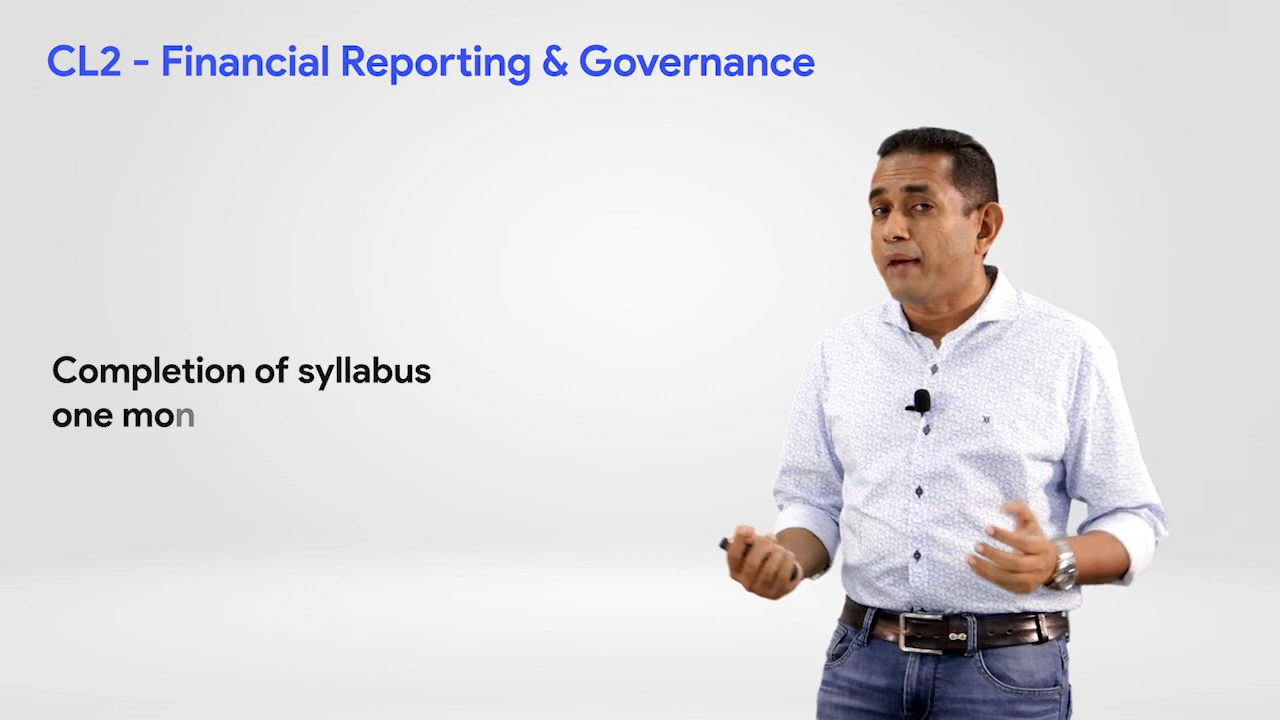 CL2 - Financial Reporting & Governance
Completion of syllabus
one mon